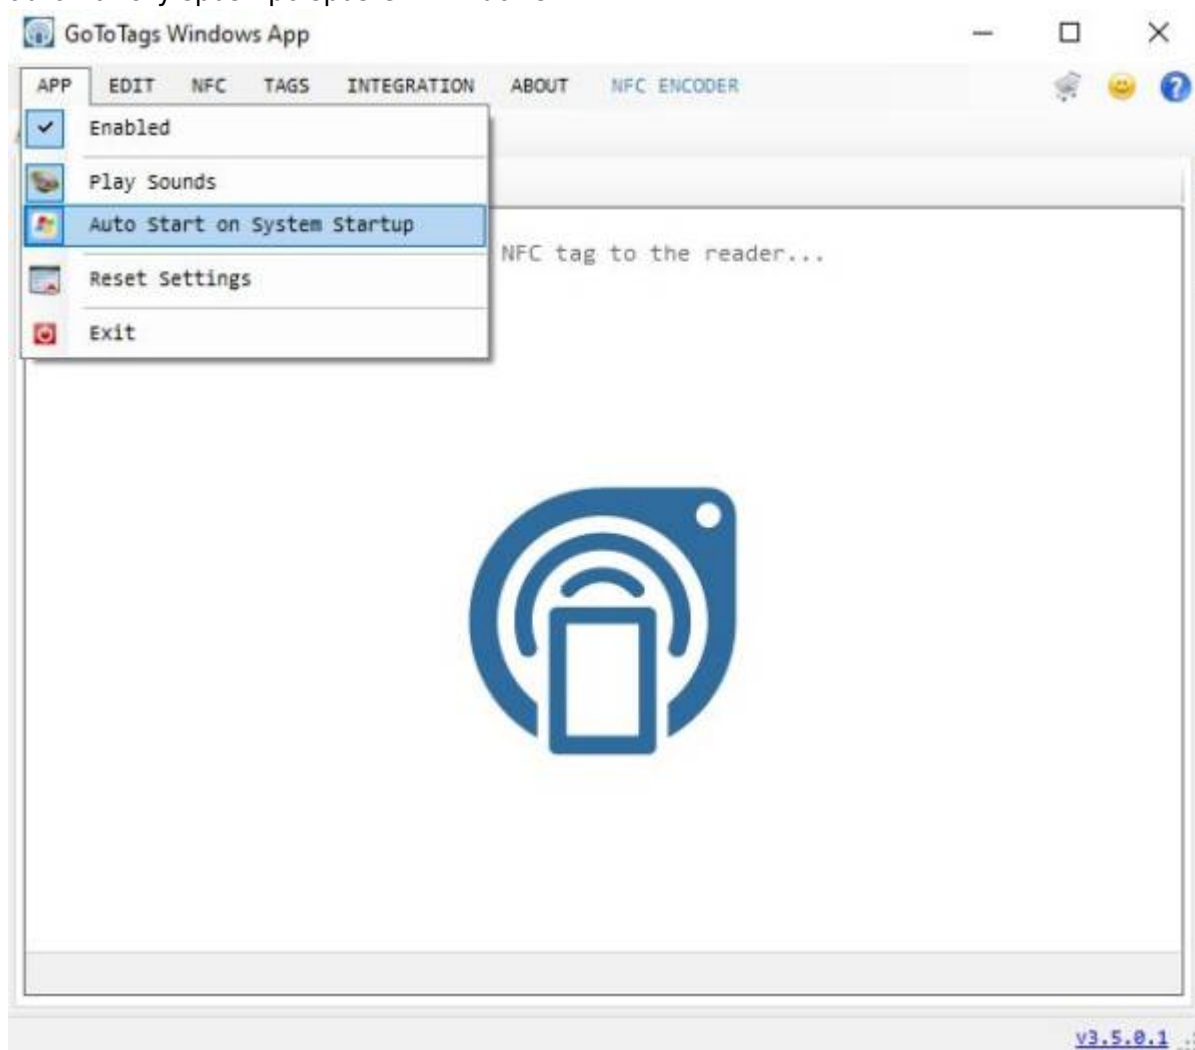 GoToTags Windows App
APP EDIT NFC TAGS INTEGRATION ABOUT NFC ENCODER
Enabled
Play Sounds
Auto Start on System Startup
NFC tag to the reader...
Reset Settings
Exit
v3.5.0.1